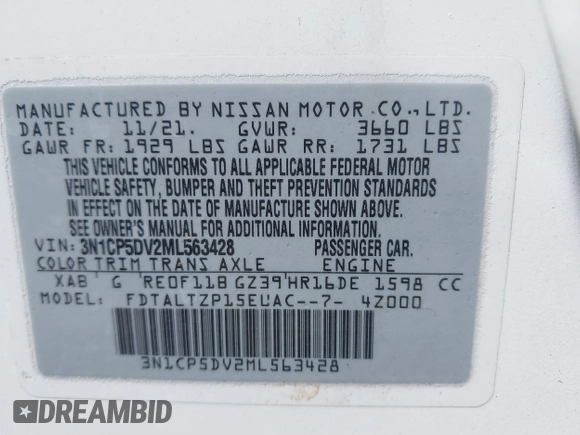 MANUFACTURED BY NISSAN MOTOR CO., LTD.
DATE: 11/21. GVWR: 3660 LBS
GAWR FR: 1929 LBS GAWR RR: 1731 LBS
THIS VEHICLE CONFORMS TO ALL APPLICABLE FEDERAL MOTOR
VEHICLE SAFETY, BUMPER AND THEFT PREVENTION STANDARDS
IN EFFECT ON THE DATE OF MANUFACTURE SHOWN ABOVE.
SEE OWNER'S MANUAL FOR ADDITIONAL INFORMATION.
VIN: 3N1CP5DV2ML563428 PASSENGER CAR.
COLOR TRIM TRANS AXLE ENGINE
XAB G RE0F11B GZ39 HR16DE 1598 CC
MODEL: FDTALTZP15EUAC--7- 4Z000
3N1CP5DV2ML563428
DREAMBID